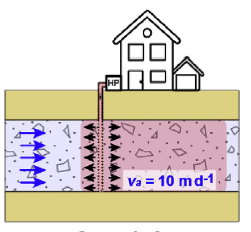 HP
vₐ = 10 m d⁻¹